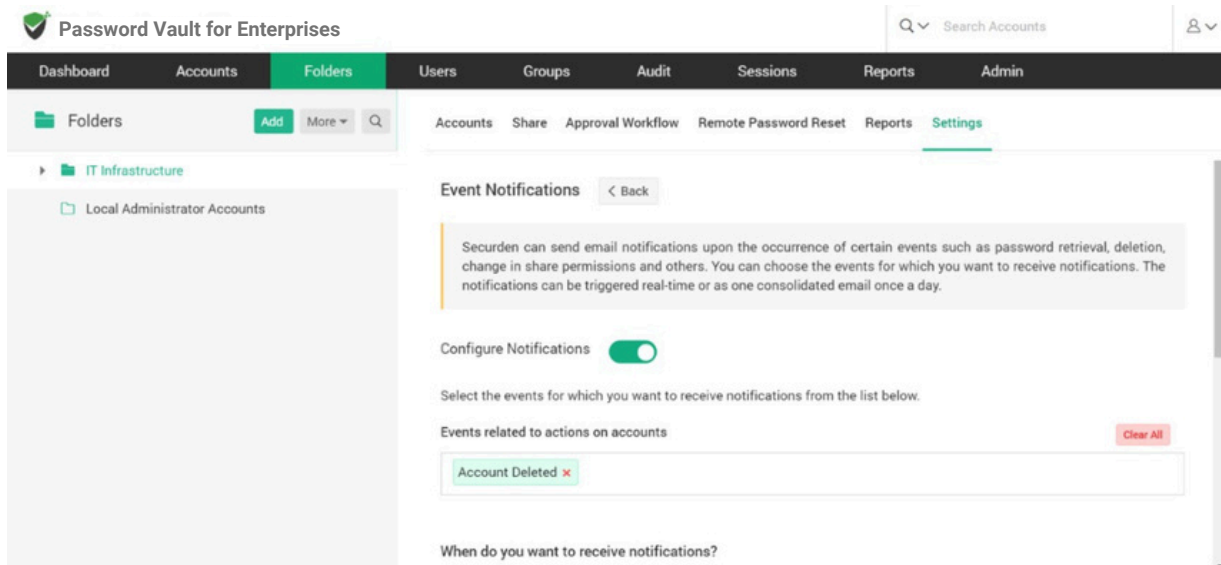 Password Vault for Enterprises
Search Accounts
Dashboard Accounts Folders Users Groups Audit Sessions Reports Admin
Folders Add More
Accounts Share Approval Workflow Remote Password Reset Reports Settings
IT Infrastructure
Local Administrator Accounts
Event Notifications < Back
Securden can send email notifications upon the occurrence of certain events such as password retrieval, deletion,
change in share permissions and others. You can choose the events for which you want to receive notifications. The
notifications can be triggered real-time or as one consolidated email once a day.
Configure Notifications
Select the events for which you want to receive notifications from the list below.
Events related to actions on accounts
Clear All
Account Deleted ×
When do you want to receive notifications?